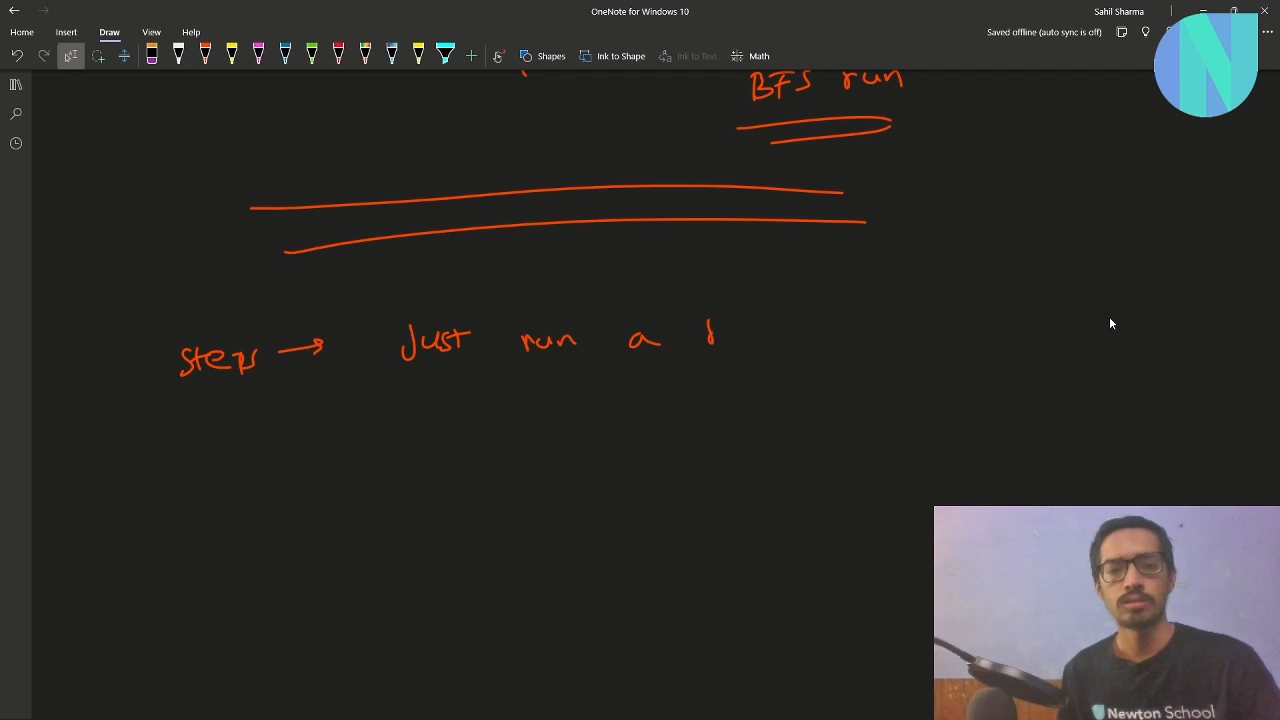 OneNote for Windows 10
Sahil Sharma
Home Insert Draw View Help
Saved offline (auto sync is off)
Shapes Ink to Shape Ink to Text Math
BFS run
Steps → Just run a
Newton School